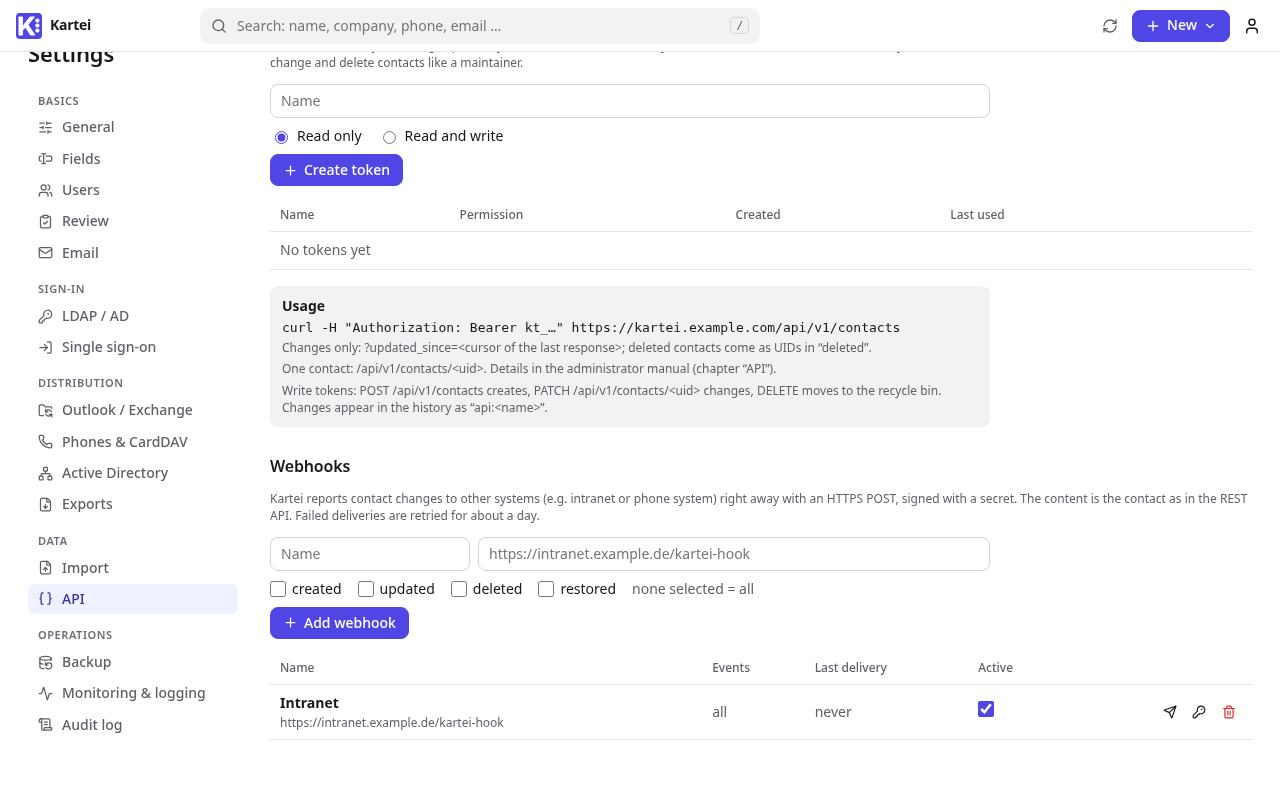 Kartei
Search: name, company, phone, email ...
/
New
Settings
change and delete contacts like a maintainer.
BASICS
General
Fields
Users
Review
Email
SIGN-IN
LDAP / AD
Single sign-on
DISTRIBUTION
Outlook / Exchange
Phones & CardDAV
Active Directory
Exports
DATA
Import
API
OPERATIONS
Backup
Monitoring & logging
Audit log
Name
Read only Read and write
Create token
Name Permission Created Last used
No tokens yet
Usage
curl -H "Authorization: Bearer kt_…" https://kartei.example.com/api/v1/contacts
Changes only: ?updated_since=<cursor of the last response>; deleted contacts come as UIDs in “deleted”.
One contact: /api/v1/contacts/<uid>. Details in the administrator manual (chapter “API”).
Write tokens: POST /api/v1/contacts creates, PATCH /api/v1/contacts/<uid> changes, DELETE moves to the recycle bin.
Changes appear in the history as “api:<name>”.
Webhooks
Kartei reports contact changes to other systems (e.g. intranet or phone system) right away with an HTTPS POST, signed with a secret. The content is the contact as in the REST
API. Failed deliveries are retried for about a day.
Name https://intranet.example.de/kartei-hook
created updated deleted restored none selected = all
Add webhook
Name Events Last delivery Active
Intranet
https://intranet.example.de/kartei-hook
all never